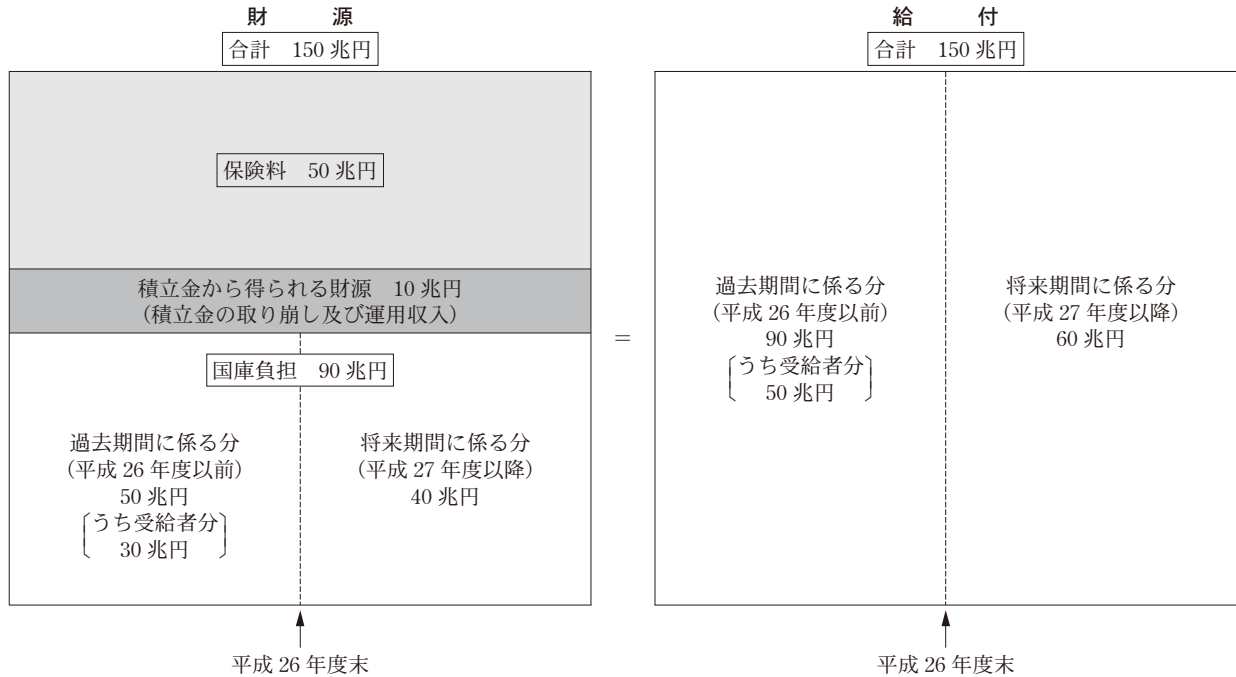 財　源
合計　150 兆円
保険料　50 兆円
積立金から得られる財源　10 兆円
（積立金の取り崩し及び運用収入）
国庫負担　90 兆円
過去期間に係る分
（平成 26 年度以前）
50 兆円
〔うち受給者分
30 兆円〕
将来期間に係る分
（平成 27 年度以降）
40 兆円
平成 26 年度末
＝
給　付
合計　150 兆円
過去期間に係る分
（平成 26 年度以前）
90 兆円
〔うち受給者分
50 兆円〕
将来期間に係る分
（平成 27 年度以降）
60 兆円
平成 26 年度末